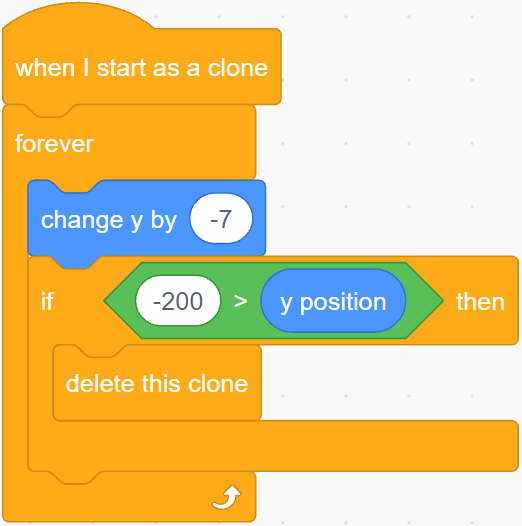 when I start as a clone
forever
change y by -7
if -200 > y position then
delete this clone